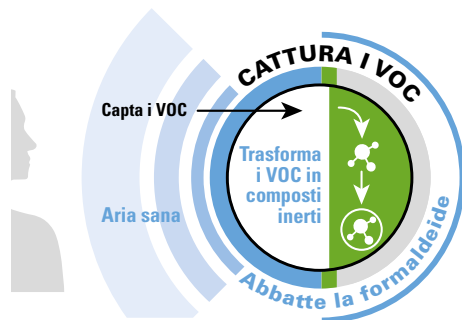 CATTURA I VOC
Capta i VOC
Trasforma
i VOC in
composti
inerti
Aria sana
Abbatte la formaldeide